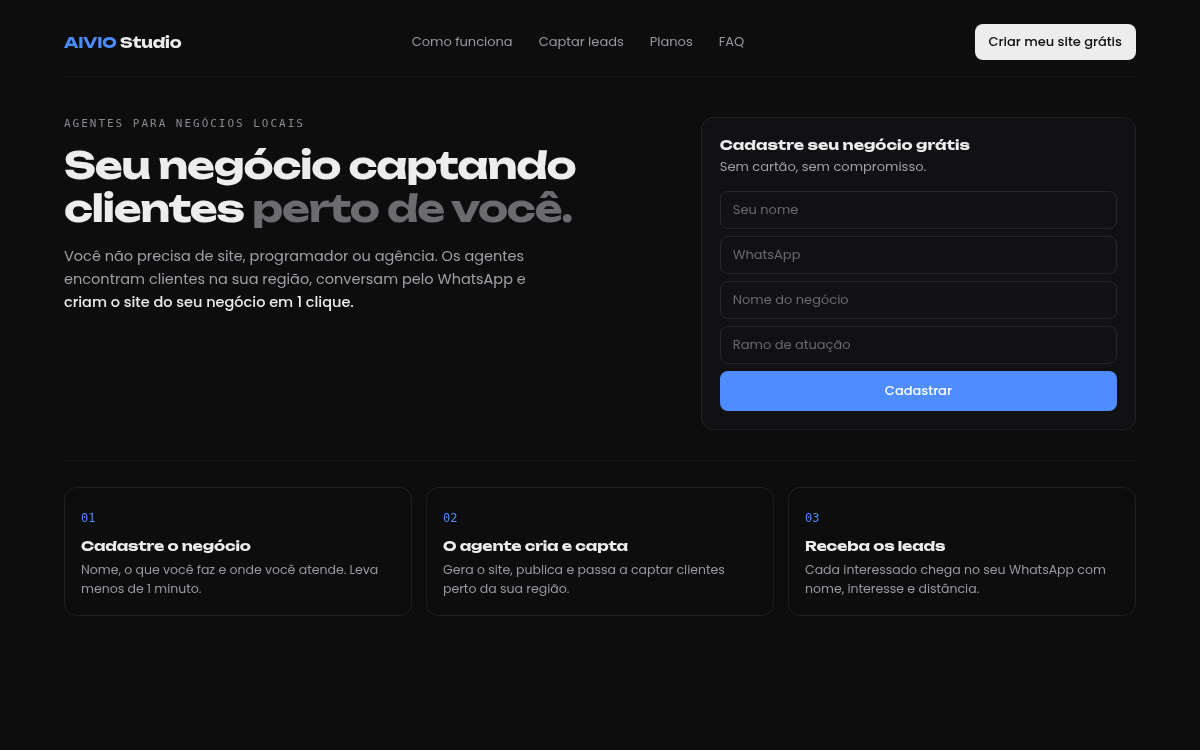 AIVIO Studio
Como funciona
Captar leads
Planos
FAQ
Criar meu site grátis
AGENTES PARA NEGÓCIOS LOCAIS
Seu negócio captando
clientes perto de você.
Você não precisa de site, programador ou agência. Os agentes
encontram clientes na sua região, conversam pelo WhatsApp e
criam o site do seu negócio em 1 clique.
Cadastre seu negócio grátis
Sem cartão, sem compromisso.
Seu nome
WhatsApp
Nome do negócio
Ramo de atuação
Cadastrar
01
Cadastre o negócio
Nome, o que você faz e onde você atende. Leva
menos de 1 minuto.
02
O agente cria e capta
Gera o site, publica e passa a captar clientes
perto da sua região.
03
Receba os leads
Cada interessado chega no seu WhatsApp com
nome, interesse e distância.